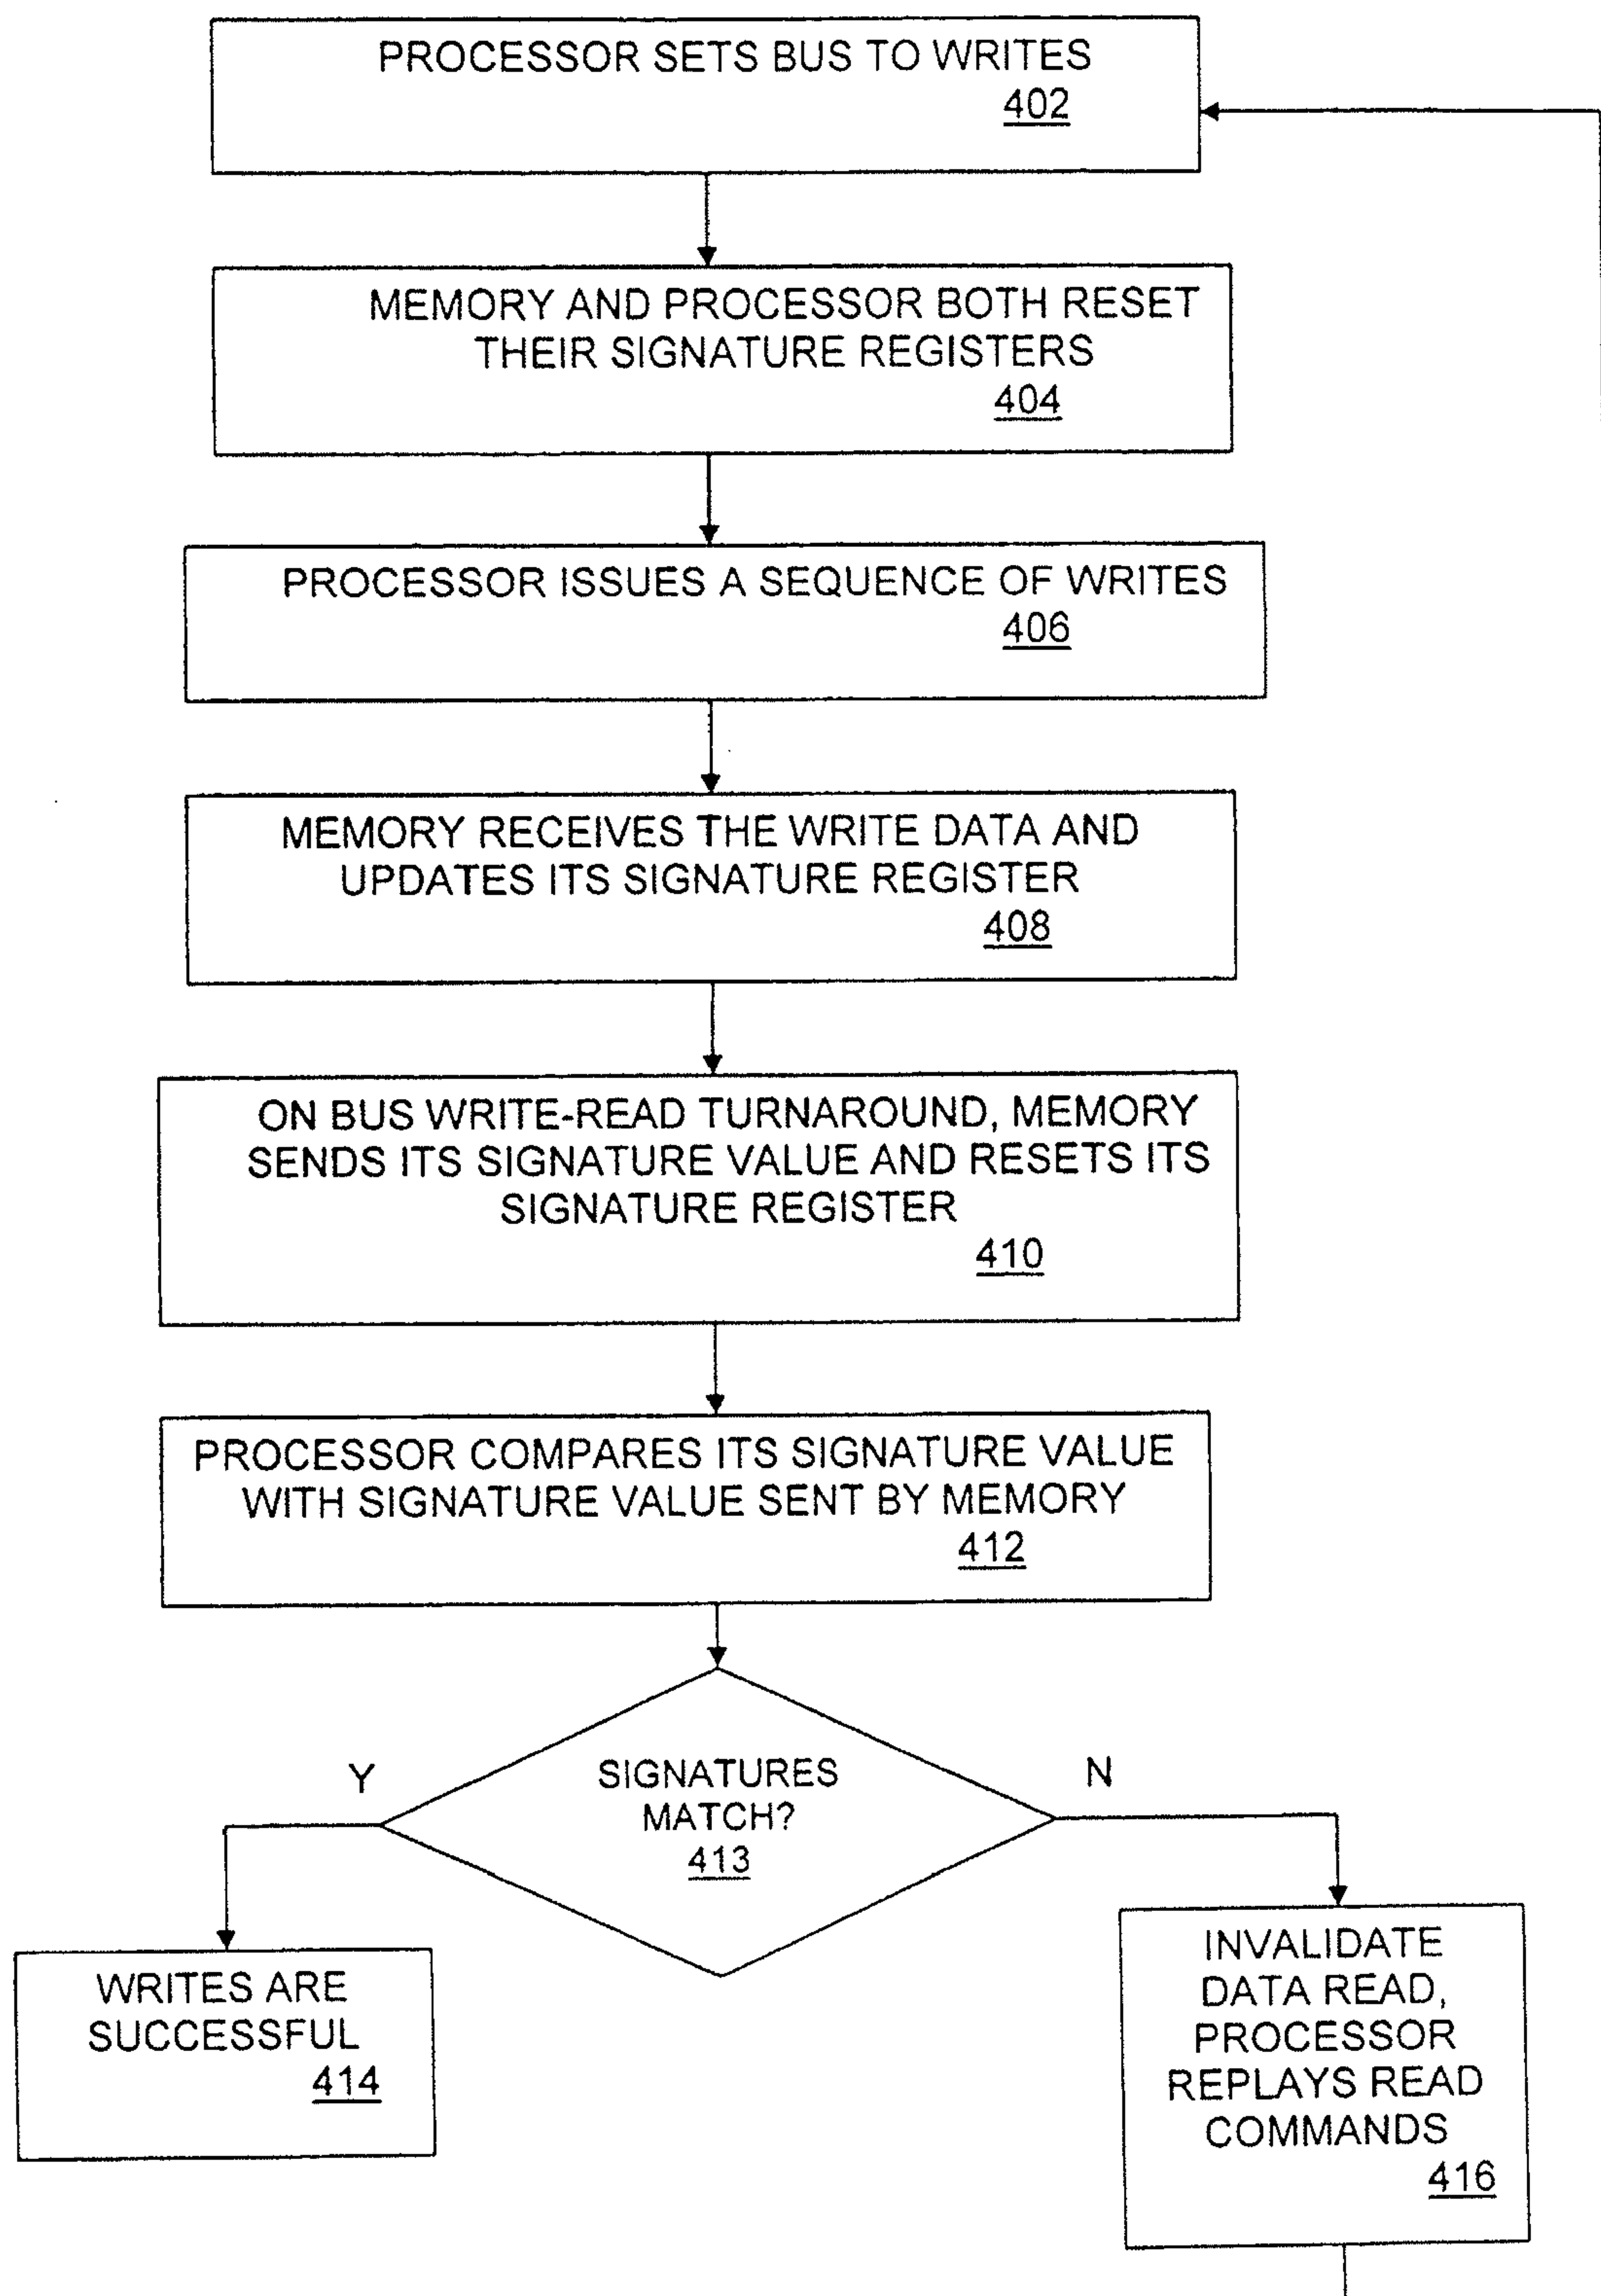 PROCESSOR SETS BUS TO WRITES
402
MEMORY AND PROCESSOR BOTH RESET
THEIR SIGNATURE REGISTERS
404
PROCESSOR ISSUES A SEQUENCE OF WRITES
406
MEMORY RECEIVES THE WRITE DATA AND
UPDATES ITS SIGNATURE REGISTER
408
ON BUS WRITE-READ TURNAROUND, MEMORY
SENDS ITS SIGNATURE VALUE AND RESETS ITS
SIGNATURE REGISTER
410
PROCESSOR COMPARES ITS SIGNATURE VALUE
WITH SIGNATURE VALUE SENT BY MEMORY
412
Y
SIGNATURES
MATCH?
413
N
WRITES ARE
SUCCESSFUL
414
INVALIDATE
DATA READ,
PROCESSOR
REPLAYS READ
COMMANDS
416